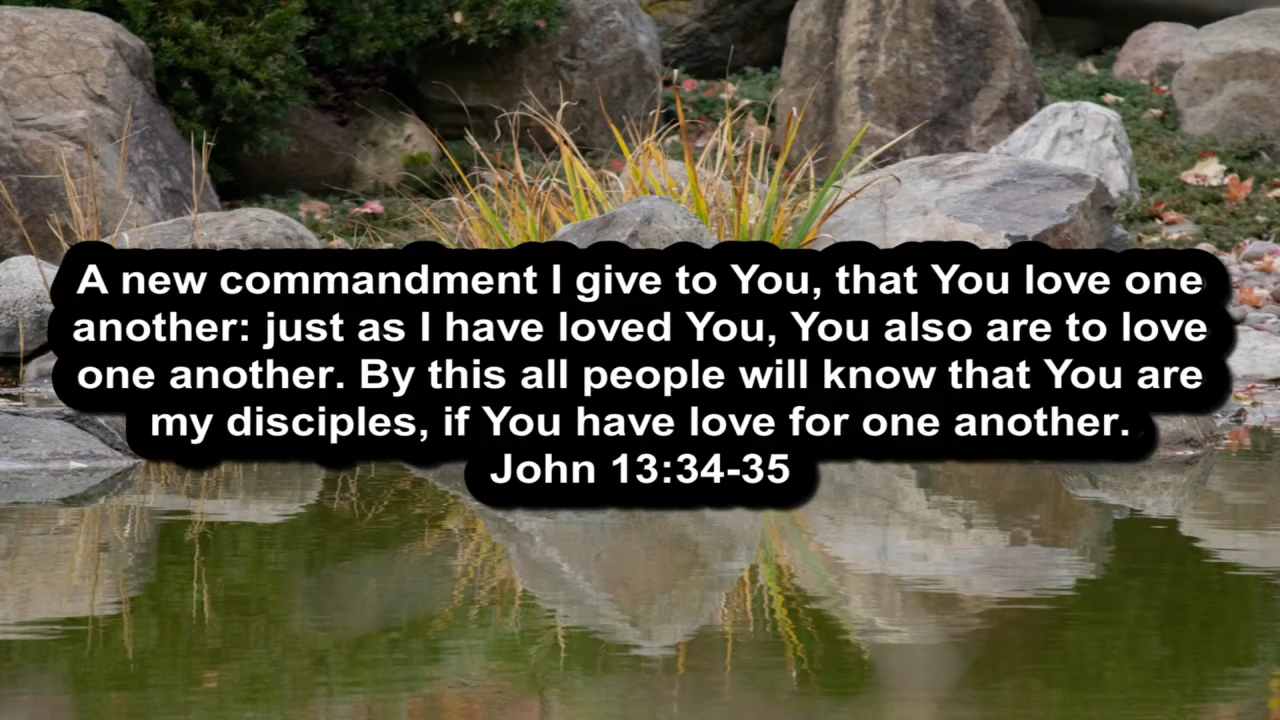 A new commandment I give to You, that You love one
another: just as I have loved You, You also are to love
one another. By this all people will know that You are
my disciples, if You have love for one another.
John 13:34-35